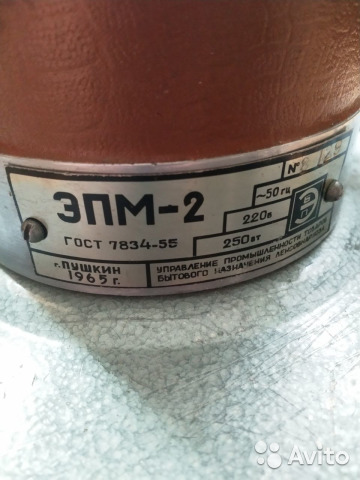 №
~50 гц
ЭПМ-2
220в
ГОСТ 7834-55
250вт
г. ПУШКИН
1965 г.
УПРАВЛЕНИЕ ПРОМЫШЛЕННОСТИ
БЫТОВОГО НАЗНАЧЕНИЯ
Avito